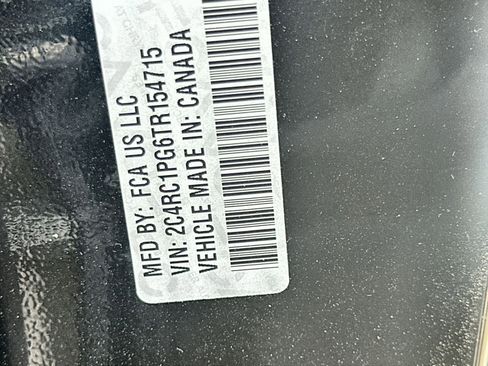 MFD BY: FCA US LLC
VIN: 2C4RC1PG6TR154715
VEHICLE MADE IN: CANADA